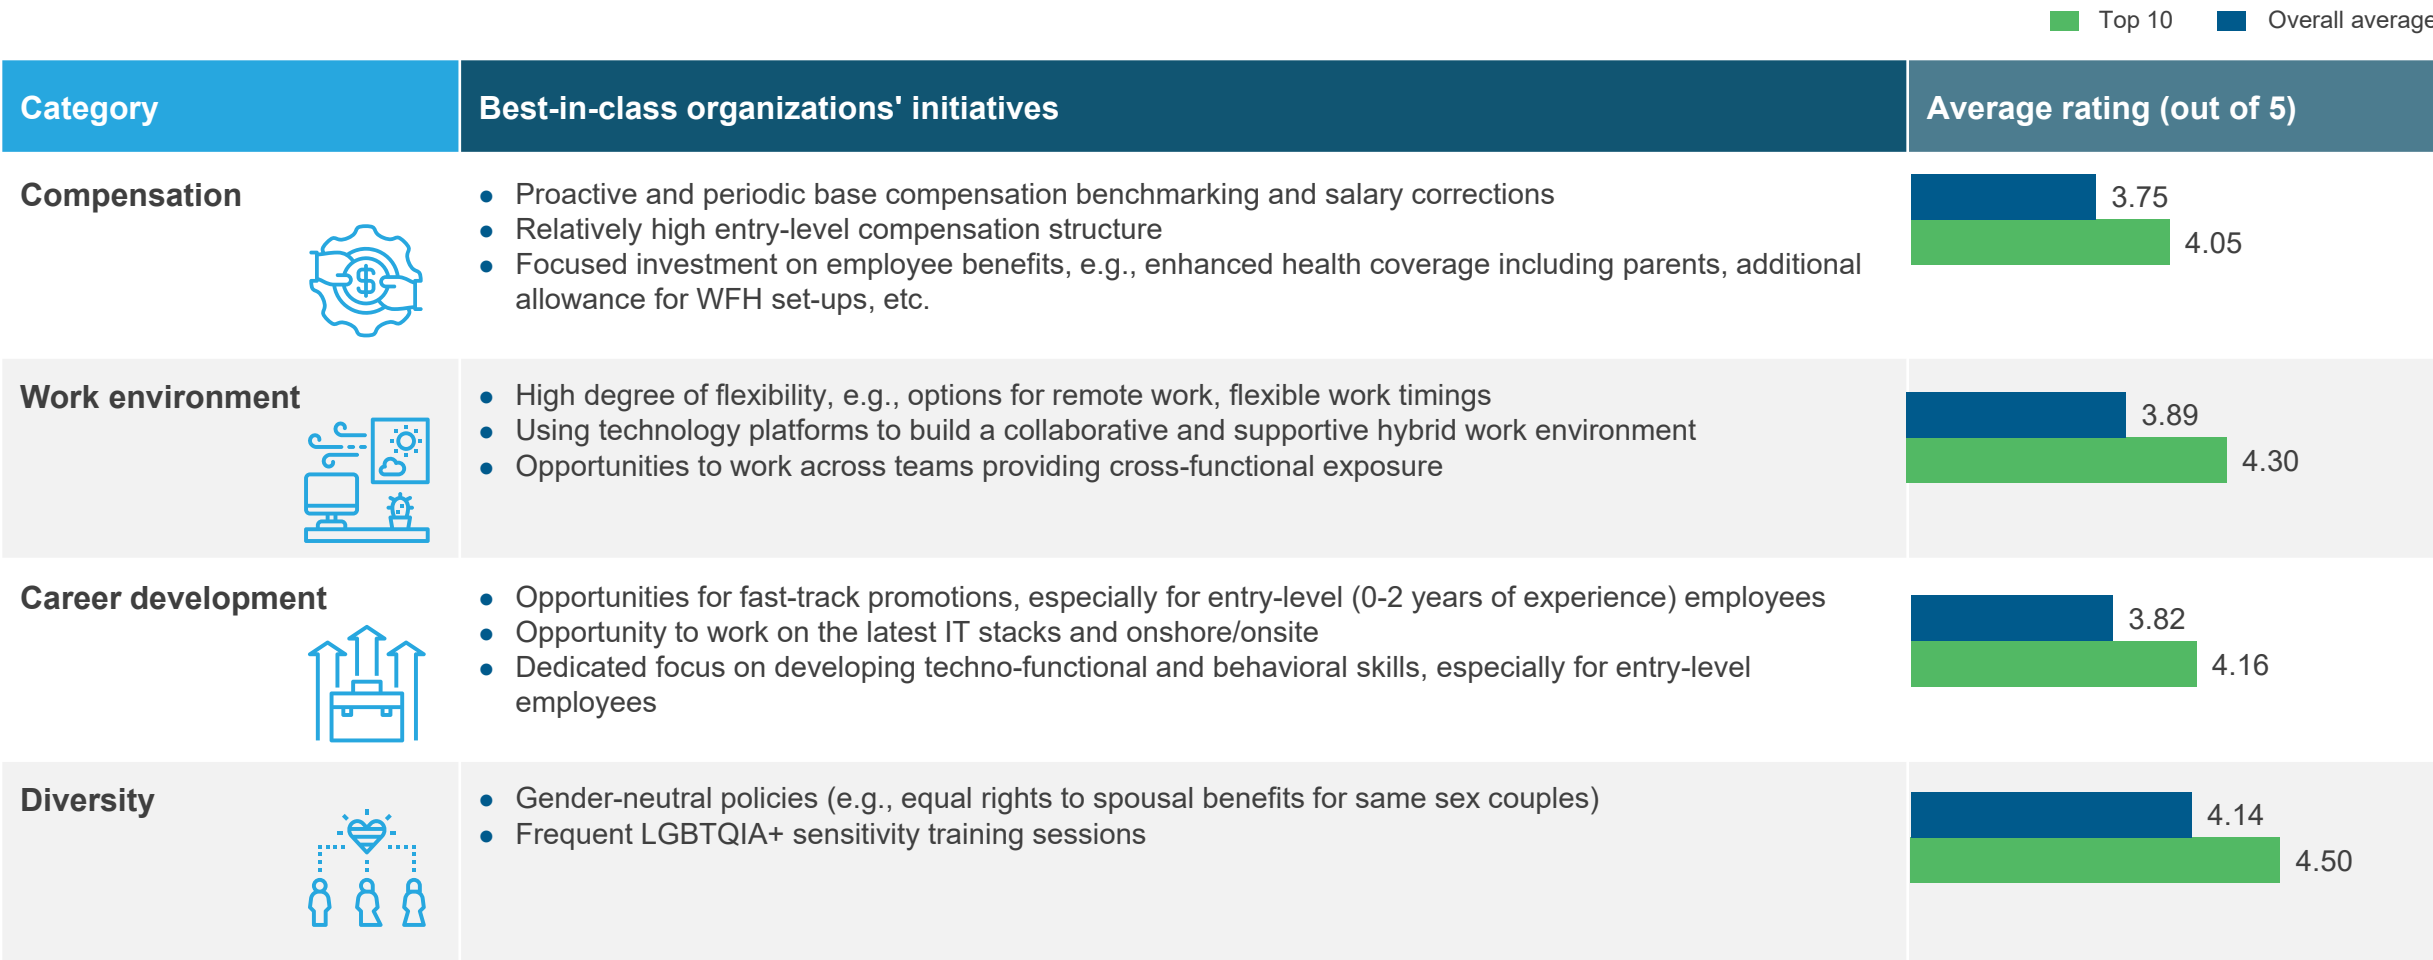 Top 10 Overall average
Category Best-in-class organizations' initiatives Average rating (out of 5)
Compensation
● Proactive and periodic base compensation benchmarking and salary corrections
● Relatively high entry-level compensation structure
● Focused investment on employee benefits, e.g., enhanced health coverage including parents, additional
allowance for WFH set-ups, etc.
3.75
4.05
$
Work environment
● High degree of flexibility, e.g., options for remote work, flexible work timings
● Using technology platforms to build a collaborative and supportive hybrid work environment
● Opportunities to work across teams providing cross-functional exposure
3.89
4.30
Career development
● Opportunities for fast-track promotions, especially for entry-level (0-2 years of experience) employees
● Opportunity to work on the latest IT stacks and onshore/onsite
● Dedicated focus on developing techno-functional and behavioral skills, especially for entry-level
employees
3.82
4.16
Diversity
● Gender-neutral policies (e.g., equal rights to spousal benefits for same sex couples)
● Frequent LGBTQIA+ sensitivity training sessions
4.14
4.50